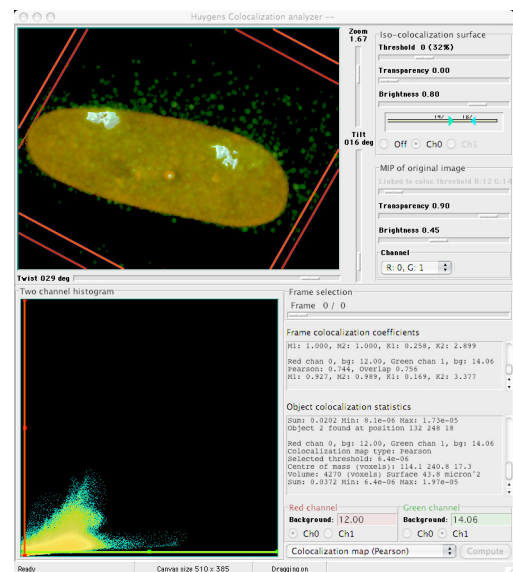 Huygens Colocalization analyzer --
Zoom
1.67
Tilt
016 deg
Twist 029 deg
Iso-colocalization surface
Threshold 0 (32%)
Transparency 0.00
Brightness 0.80
Off Ch0 Ch1
MIP of original image
Linked to color threshold R:12 G:14
Transparency 0.90
Brightness 0.45
Channel
R: 0, G: 1
Two channel histogram
Frame selection
Frame 0 / 0
Frame colocalization coefficients
M1: 1.000, M2: 1.000, K1: 0.258, K2: 2.899
Red chan 0, bg: 12.00, Green chan 1, bg: 14.06
Pearson: 0.744, Overlap 0.756
M1: 0.927, M2: 0.989, K1: 0.169, K2: 3.377
Object colocalization statistics
Sum: 0.0202 Min: 8.1e-06 Max: 1.73e-05
Object 2 found at position 132 248 18
Red chan 0, bg: 12.00, Green chan 1, bg: 14.06
Colocalization map type: Pearson
Selected threshold: 6.4e-06
Centre of mass (voxels): 114.1 240.8 17.3
Volume: 4270 (voxels) Surface 43.8 micron^2
Sum: 0.0372 Min: 6.4e-06 Max: 1.97e-05
Red channel
Background: 12.00
Ch0 Ch1
Green channel
Background: 14.06
Ch0 Ch1
Colocalization map (Pearson)
Compute
Ready Canvas size 510 x 385 Dragging on